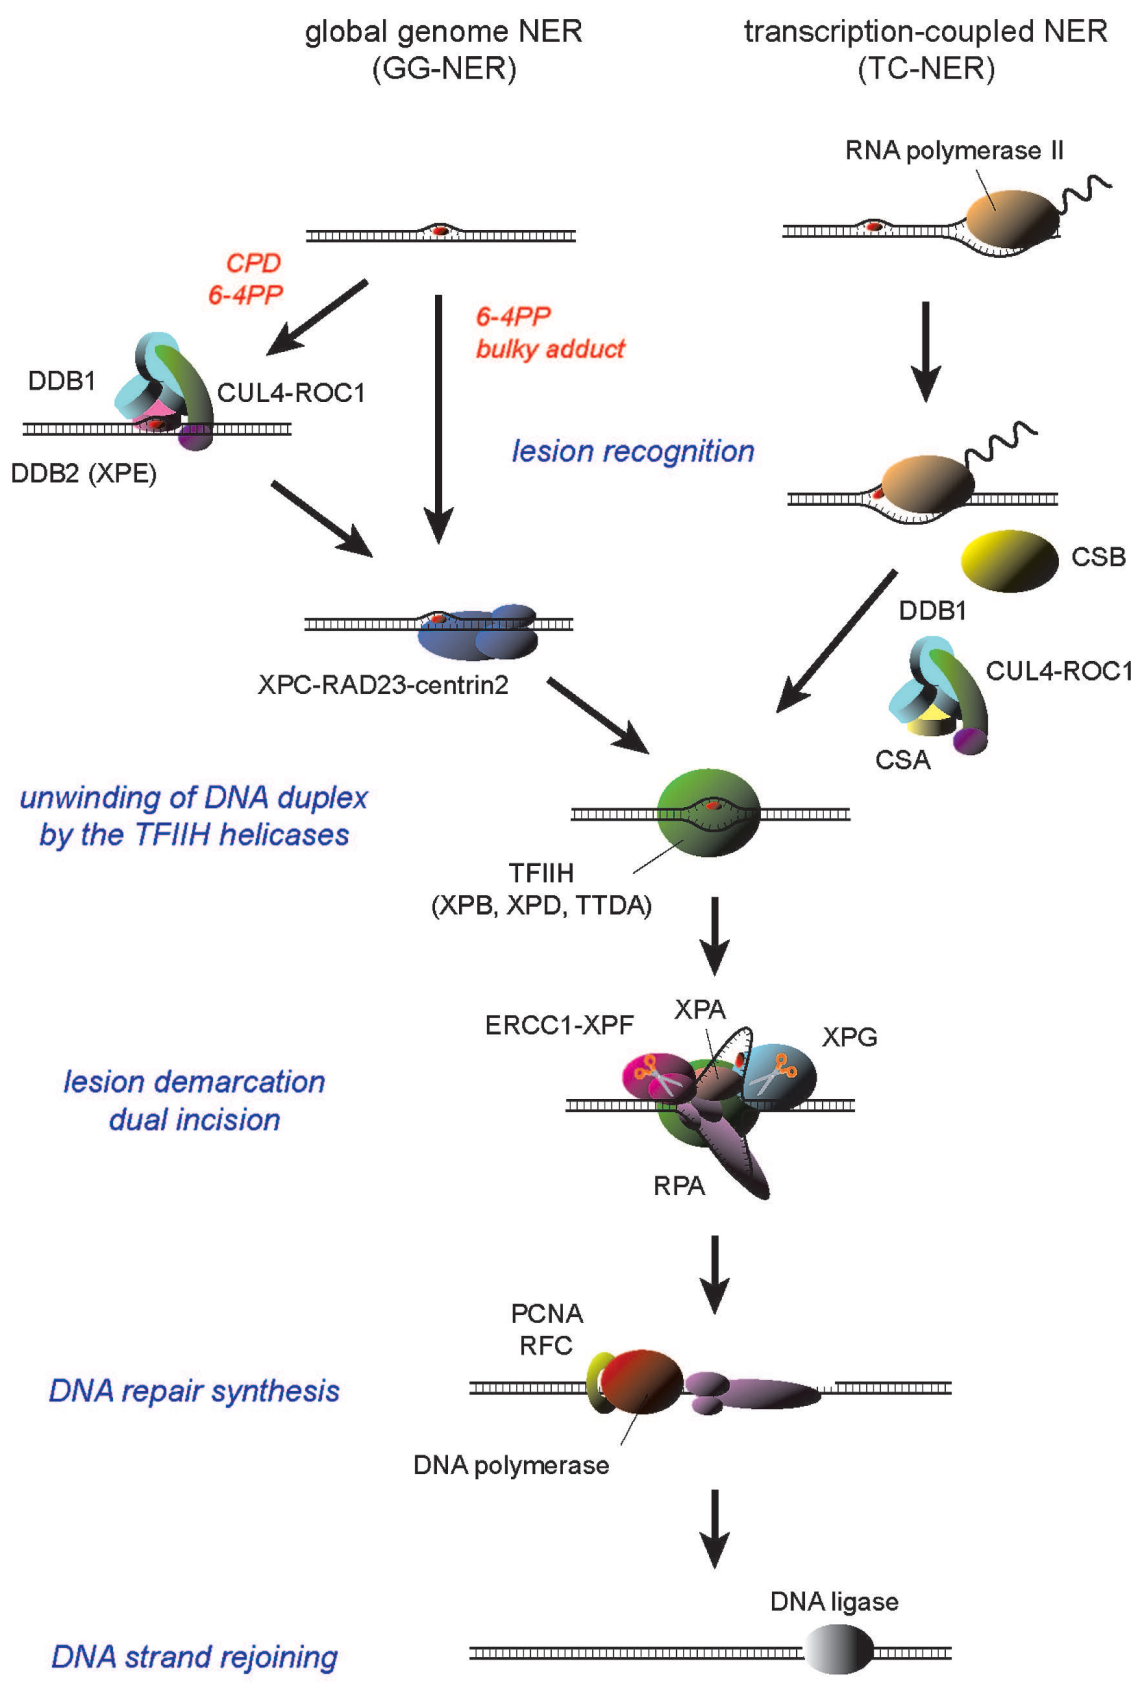 global genome NER
(GG-NER)
transcription-coupled NER
(TC-NER)
RNA polymerase II
CPD
6-4PP
6-4PP
bulky adduct
DDB1
CUL4-ROC1
DDB2 (XPE)
lesion recognition
CSB
DDB1
CUL4-ROC1
CSA
XPC-RAD23-centrin2
unwinding of DNA duplex
by the TFIIH helicases
TFIIH
(XPB, XPD, TTDA)
ERCC1-XPF
XPA
XPG
lesion demarcation
dual incision
RPA
PCNA
RFC
DNA repair synthesis
DNA polymerase
DNA ligase
DNA strand rejoining